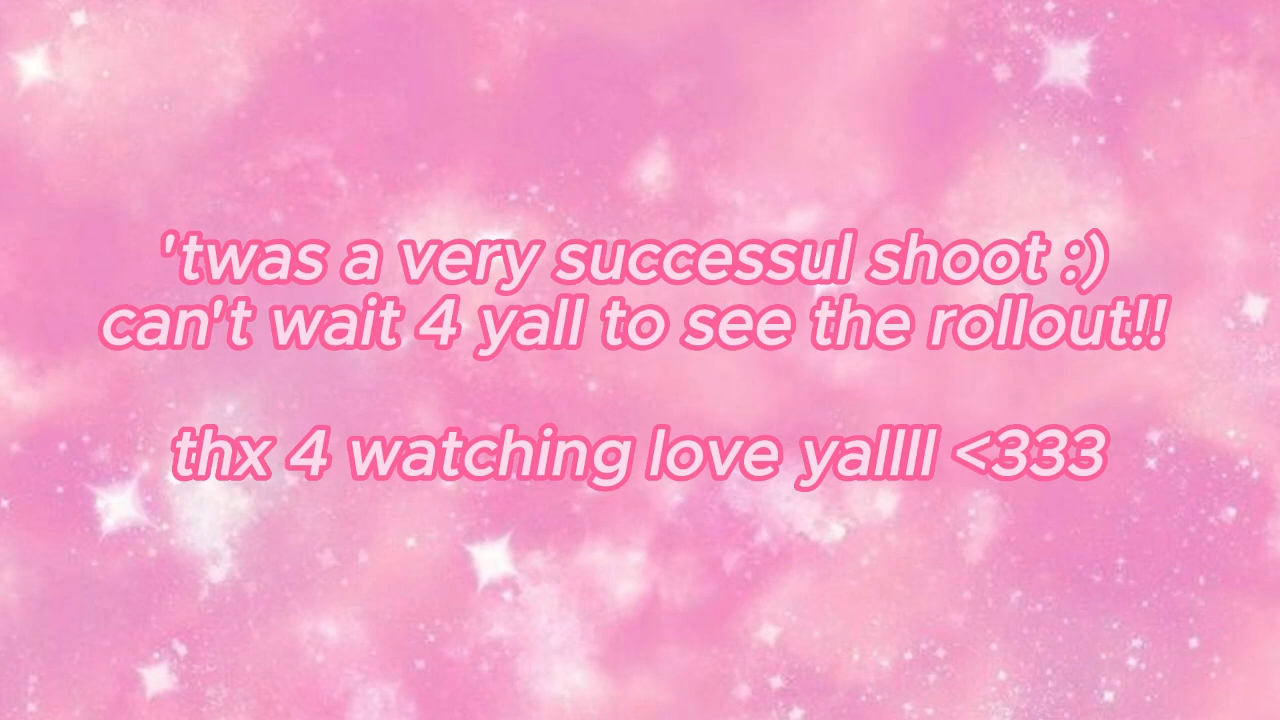 'twas a very successul shoot :)
can't wait 4 yall to see the rollout!!
thx 4 watching love yallll <333